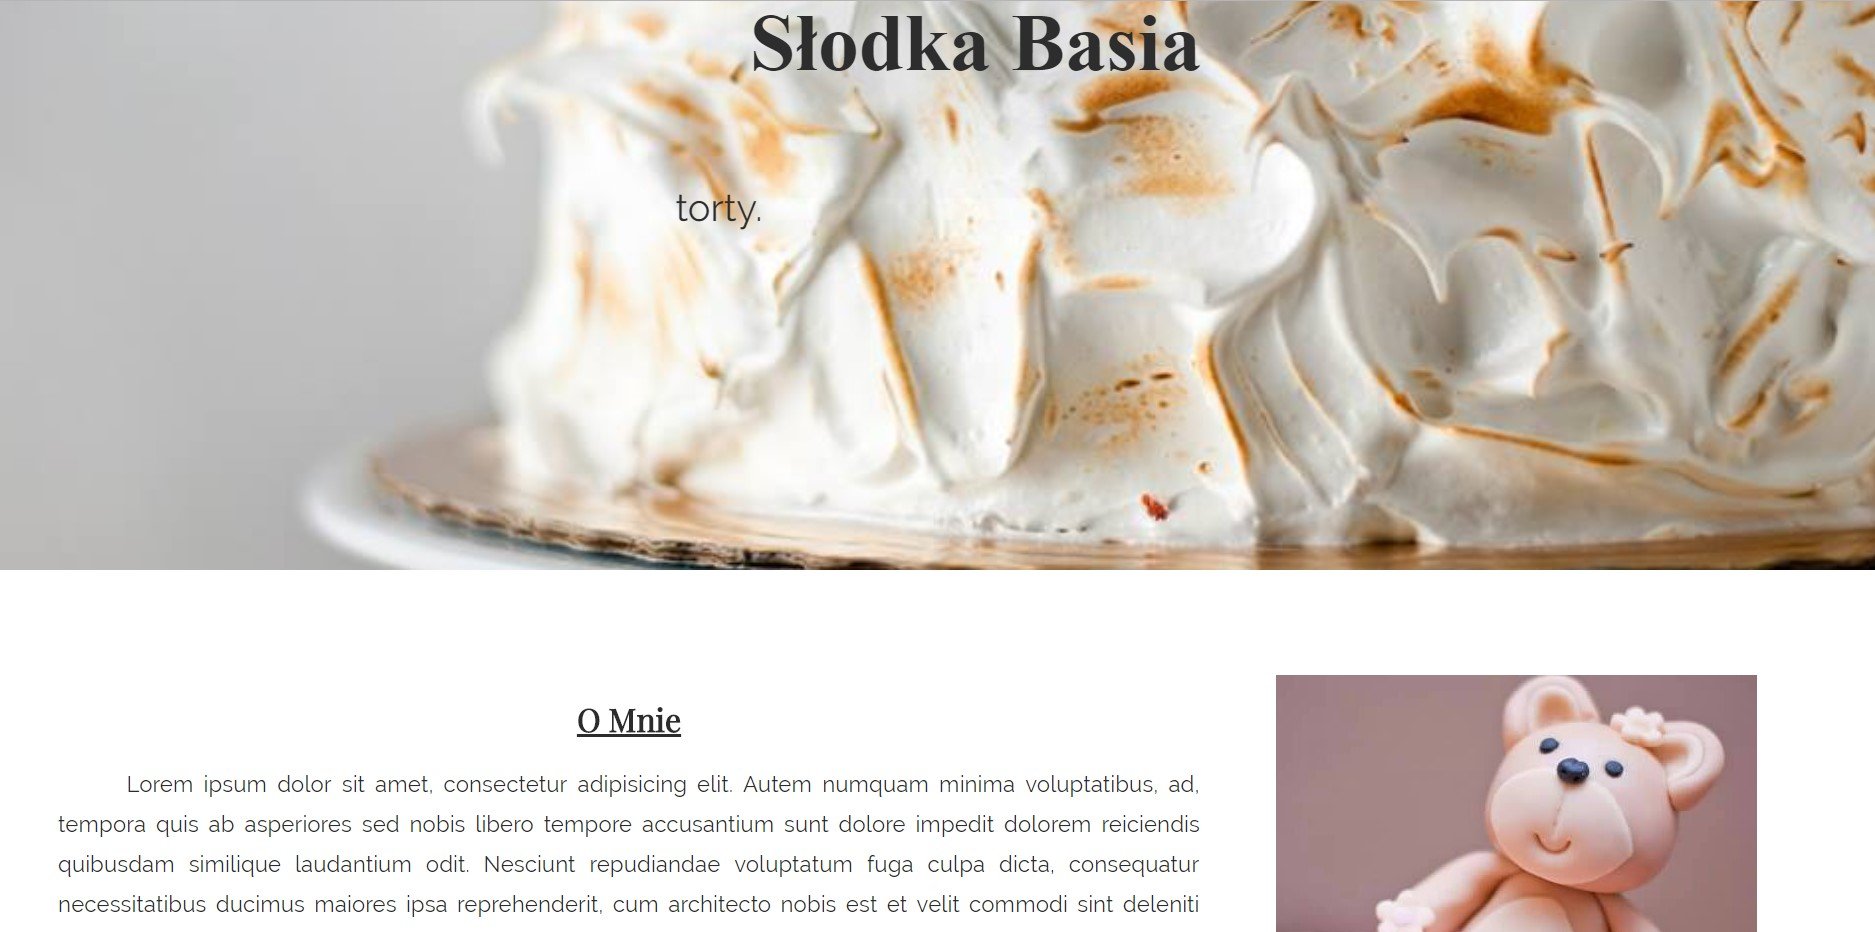 Słodka Basia
torty.
O Mnie
Lorem ipsum dolor sit amet, consectetur adipisicing elit. Autem numquam minima voluptatibus, ad,
tempora quis ab asperiores sed nobis libero tempore accusantium sunt dolore impedit dolorem reiciendis
quibusdam similique laudantium odit. Nesciunt repudiandae voluptatum fuga culpa dicta, consequatur
necessitatibus ducimus maiores ipsa reprehenderit, cum architecto nobis est et velit commodi sint deleniti